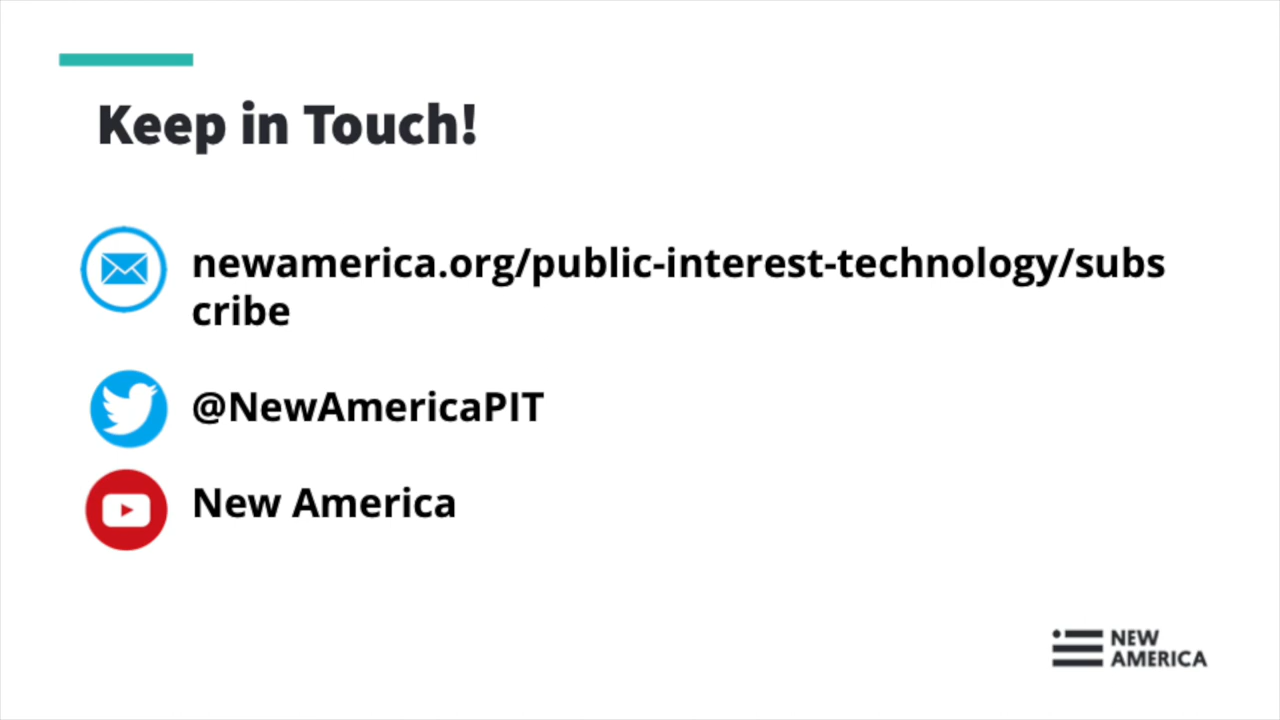 Keep in Touch!
newamerica.org/public-interest-technology/subs
cribe
@NewAmericaPIT
New America
NEW
AMERICA